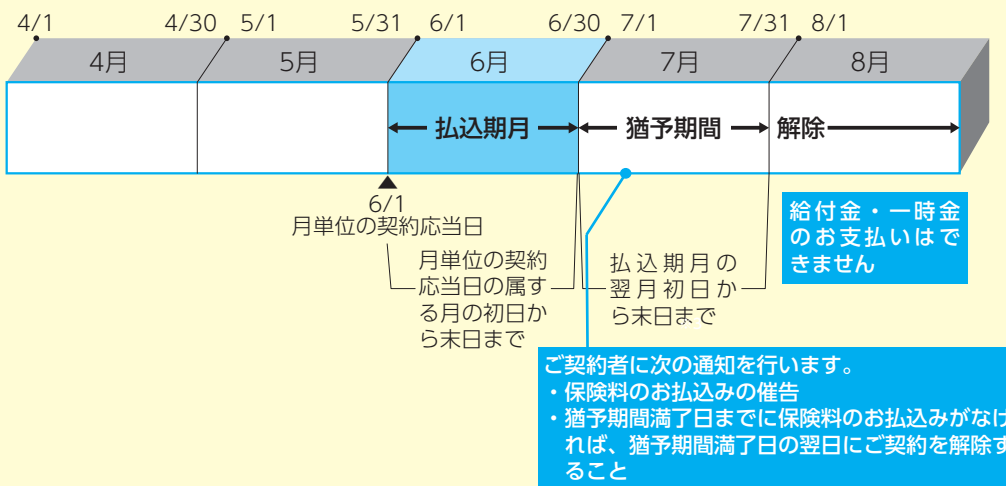 4/1 4/30 5/1 5/31 6/1 6/30 7/1 7/31 8/1
4月 5月 6月 7月 8月
払込期月 猶予期間 解除
6/1
月単位の契約応当日
月単位の契約
応当日の属す
る月の初日か
ら末日まで
払込期月の
翌月初日か
ら末日まで
給付金・一時金
のお支払いはで
きません
ご契約者に次の通知を行います。
・保険料のお払込みの催告
・猶予期間満了日までに保険料のお払込みがなけ
れば、猶予期間満了日の翌日にご契約を解除す
ること